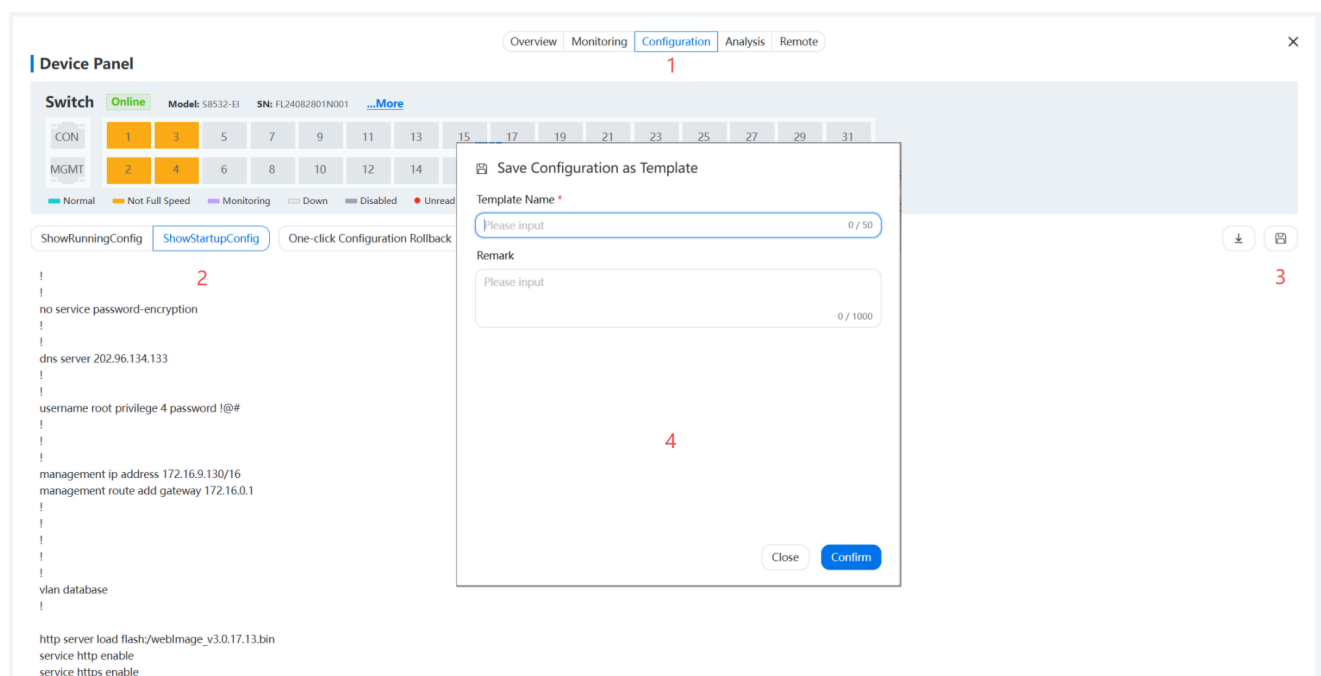 Overview Monitoring Configuration Analysis Remote
1
Device Panel
Switch Online Model: S8532-EI SN: FL24082801N001 ...More
CON 1 3 5 7 9 11 13 15 17 19 21 23 25 27 29 31
MGMT 2 4 6 8 10 12 14
Normal Not Full Speed Monitoring Down Disabled Unread
Save Configuration as Template
Template Name *
Please input 0 / 50
Remark
Please input
0 / 1000
4
Close Confirm
ShowRunningConfig ShowStartupConfig One-click Configuration Rollback
2
3
!
!
no service password-encryption
!
!
dns server 202.96.134.133
!
!
username root privilege 4 password !@#
!
!
!
management ip address 172.16.9.130/16
management route add gateway 172.16.0.1
!
!
!
!
!
vlan database
!
http server load flash:/webImage_v3.0.17.13.bin
service http enable
service https enable